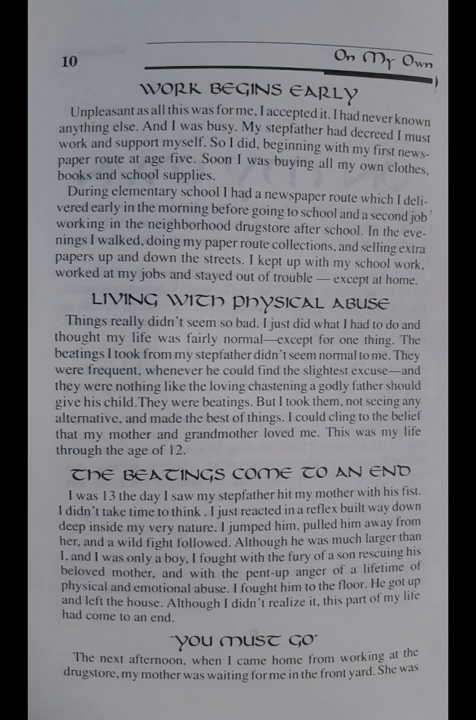 10
On My Own
WORK BEGINS EARLY
Unpleasant as all this was for me, I accepted it. I had never known
anything else. And I was busy. My stepfather had decreed I must
work and support myself. So I did, beginning with my first news-
paper route at age five. Soon I was buying all my own clothes,
books and school supplies.
During elementary school I had a newspaper route which I deli-
vered early in the morning before going to school and a second job
working in the neighborhood drugstore after school. In the eve-
nings I walked, doing my paper route collections, and selling extra
papers up and down the streets. I kept up with my school work,
worked at my jobs and stayed out of trouble — except at home.
LIVING WITH PHYSICAL ABUSE
Things really didn't seem so bad. I just did what I had to do and
thought my life was fairly normal—except for one thing. The
beatings I took from my stepfather didn't seem normal to me. They
were frequent, whenever he could find the slightest excuse—and
they were nothing like the loving chastening a godly father should
give his child.They were beatings. But I took them, not seeing any
alternative, and made the best of things. I could cling to the belief
that my mother and grandmother loved me. This was my life
through the age of 12.
THE BEATINGS COME TO AN END
I was 13 the day I saw my stepfather hit my mother with his fist.
I didn't take time to think . I just reacted in a reflex built way down
deep inside my very nature. I jumped him, pulled him away from
her, and a wild fight followed. Although he was much larger than
I, and I was only a boy, I fought with the fury of a son rescuing his
beloved mother, and with the pent-up anger of a lifetime of
physical and emotional abuse. I fought him to the floor. He got up
and left the house. Although I didn't realize it, this part of my life
had come to an end.
'YOU MUST GO'
The next afternoon, when I came home from working at the
drugstore, my mother was waiting for me in the front yard. She was